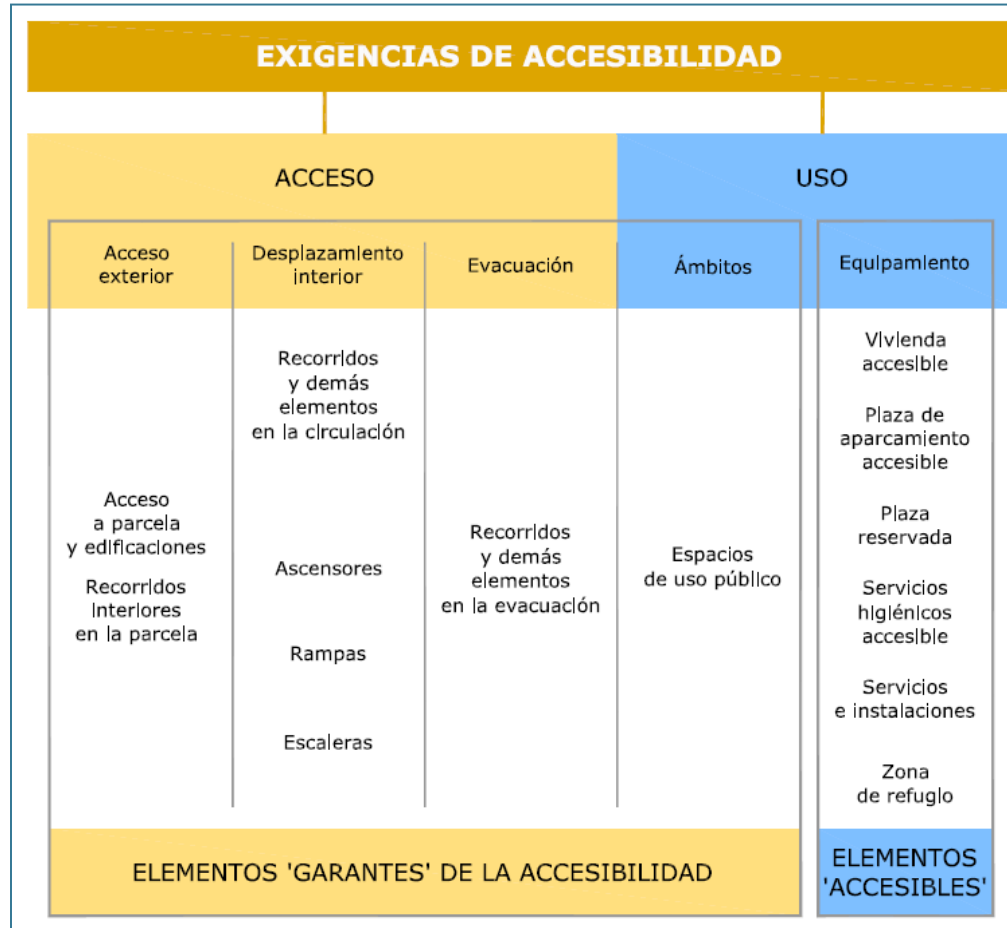 EXIGENCIAS DE ACCESIBILIDAD
ACCESO
USO
Acceso
exterior
Desplazamiento
interior
Evacuación
Ámbitos
Equipamiento
Acceso
a parcela
y edificaciones
Recorridos
interiores
en la parcela
Recorridos
y demás
elementos
en la circulación
Ascensores
Rampas
Escaleras
Recorridos
y demás
elementos
en la evacuación
Espacios
de uso público
Vivienda
accesible
Plaza de
aparcamiento
accesible
Plaza
reservada
Servicios
higiénicos
accesible
Servicios
e instalaciones
Zona
de refugio
ELEMENTOS 'GARANTES' DE LA ACCESIBILIDAD
ELEMENTOS
'ACCESIBLES'